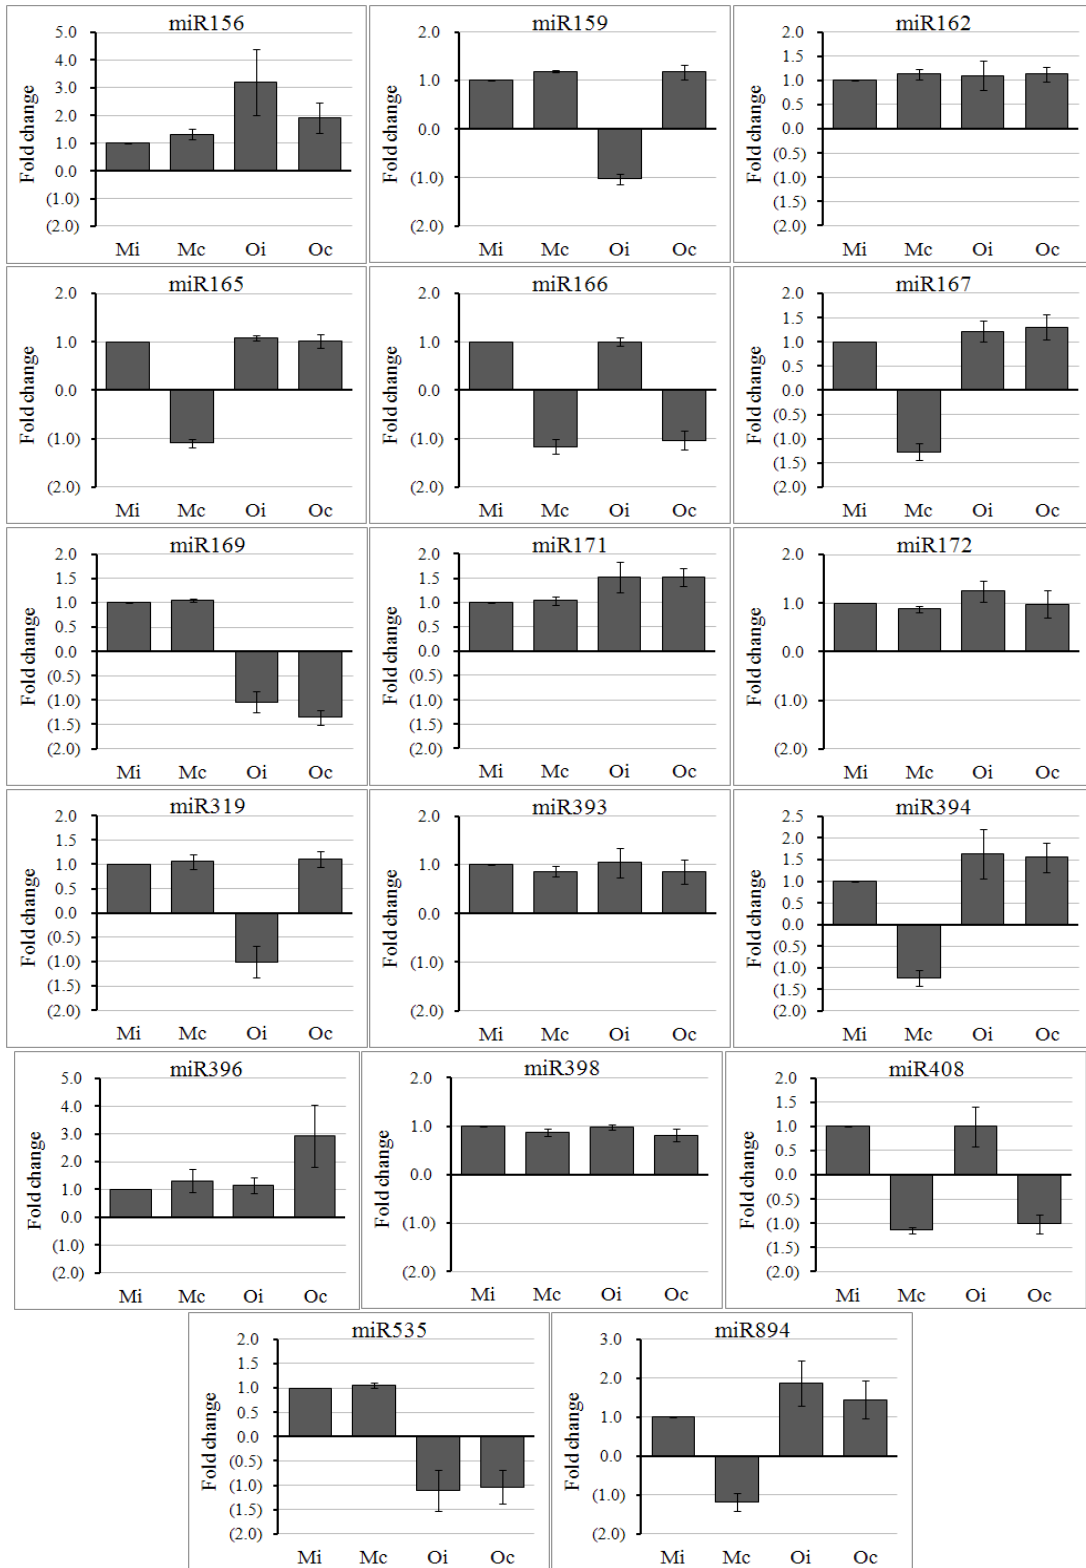 miR156
5.0
4.0
3.0
2.0
1.0
0.0
(1.0)
(2.0)
Fold change
Mi Mc Oi Oc
miR159
2.0
1.0
0.0
(1.0)
(2.0)
Fold change
Mi Mc Oi Oc
miR162
2.0
1.5
1.0
0.5
0.0
(0.5)
(1.0)
(1.5)
(2.0)
Fold change
Mi Mc Oi Oc
miR165
2.0
1.0
0.0
(1.0)
(2.0)
Fold change
Mi Mc Oi Oc
miR166
2.0
1.0
0.0
(1.0)
(2.0)
Fold change
Mi Mc Oi Oc
miR167
2.0
1.5
1.0
0.5
0.0
(0.5)
(1.0)
(1.5)
(2.0)
Fold change
Mi Mc Oi Oc
miR169
2.0
1.5
1.0
0.5
0.0
(0.5)
(1.0)
(1.5)
(2.0)
Fold change
Mi Mc Oi Oc
miR171
2.0
1.5
1.0
0.5
0.0
(0.5)
(1.0)
(1.5)
(2.0)
Fold change
Mi Mc Oi Oc
miR172
2.0
1.0
0.0
(1.0)
(2.0)
Fold change
Mi Mc Oi Oc
miR319
2.0
1.5
1.0
0.5
0.0
(0.5)
(1.0)
(1.5)
(2.0)
Fold change
Mi Mc Oi Oc
miR393
2.0
1.0
0.0
(1.0)
(2.0)
Fold change
Mi Mc Oi Oc
miR394
2.5
2.0
1.5
1.0
0.5
0.0
(0.5)
(1.0)
(1.5)
(2.0)
Fold change
Mi Mc Oi Oc
miR396
5.0
4.0
3.0
2.0
1.0
0.0
(1.0)
(2.0)
Fold change
Mi Mc Oi Oc
miR398
2.0
1.0
0.0
(1.0)
(2.0)
Fold change
Mi Mc Oi Oc
miR408
2.0
1.5
1.0
0.5
0.0
(0.5)
(1.0)
(1.5)
(2.0)
Fold change
Mi Mc Oi Oc
miR535
2.0
1.5
1.0
0.5
0.0
(0.5)
(1.0)
(1.5)
(2.0)
Fold change
Mi Mc Oi Oc
miR894
3.0
2.0
1.0
0.0
(1.0)
(2.0)
Fold change
Mi Mc Oi Oc